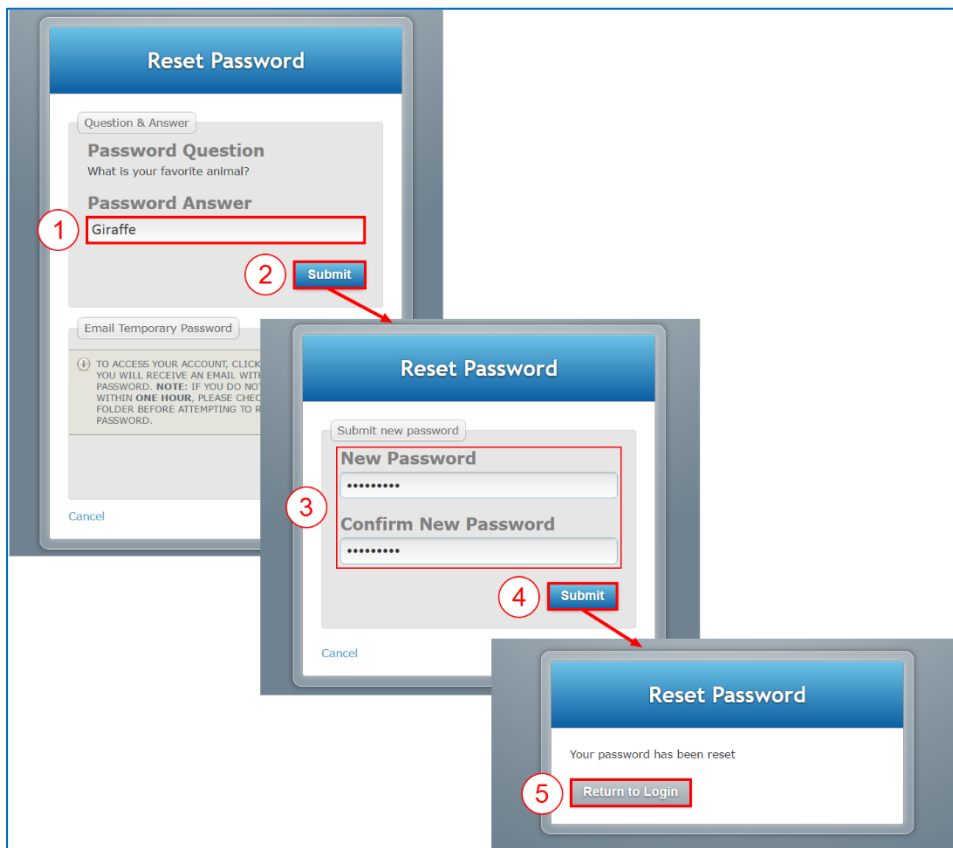 Reset Password
Question & Answer
Password Question
What is your favorite animal?
Password Answer
1
Giraffe
2
Submit
Email Temporary Password
TO ACCESS YOUR ACCOUNT, CLICK
YOU WILL RECEIVE AN EMAIL WITH
PASSWORD. NOTE: IF YOU DO NOT
WITHIN ONE HOUR, PLEASE CHEC
FOLDER BEFORE ATTEMPTING TO R
PASSWORD.
Cancel
Reset Password
Submit new password
New Password
•••••••••
3
Confirm New Password
•••••••••
4
Submit
Cancel
Reset Password
Your password has been reset
5
Return to Login